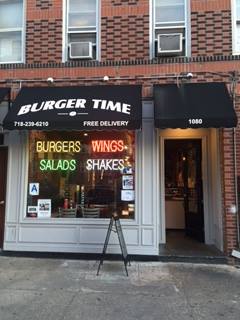 BURGER TIME
718-239-6210
FREE DELIVERY
1080
BURGERS WINGS
SALADS SHAKES
A